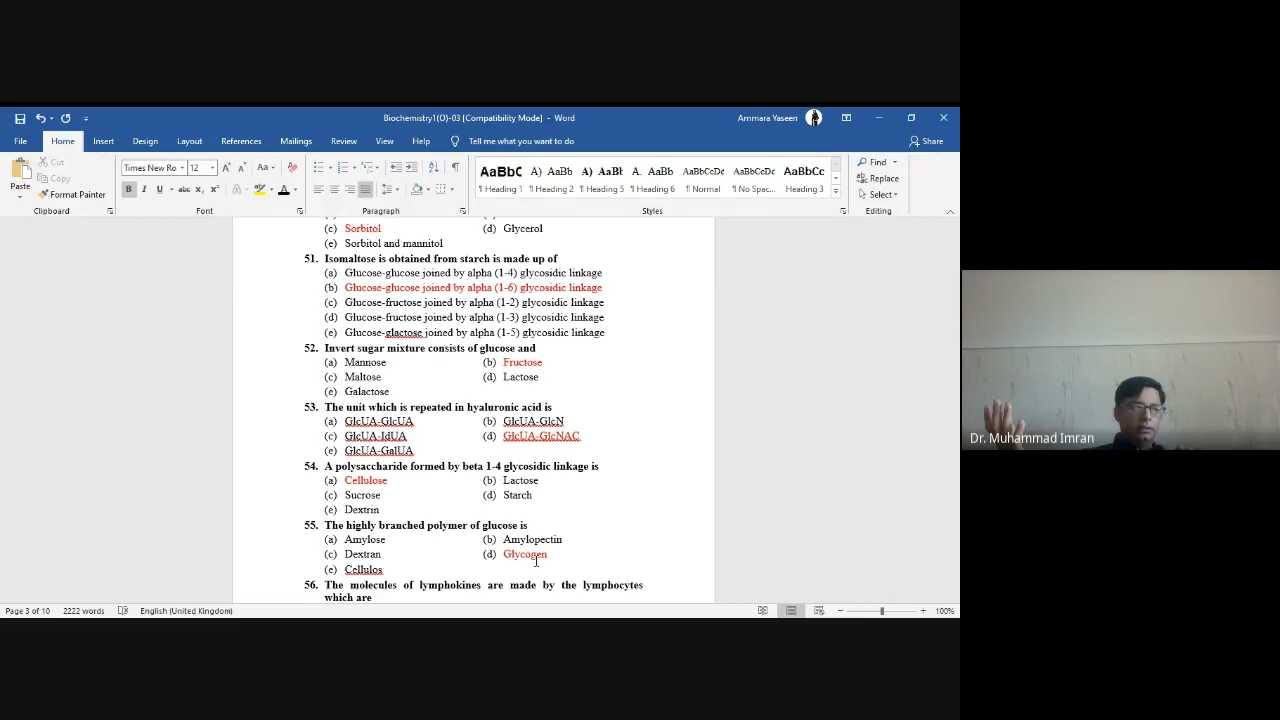 Biochemistry1(O)-03 [Compatibility Mode] - Word
Ammara Yaseen
File Home Insert Design Layout References Mailings Review View Help Tell me what you want to do Share
Paste
Cut
Copy
Format Painter
Clipboard
Times New Ro 12
Font
Paragraph
AaBbC A) AaBb A) AaBb A. AaBb AaBbCcDc AaBbCcDc AaBbCc
¶ Heading 1 ¶ Heading 2 ¶ Heading 5 ¶ Heading 6 ¶ Normal ¶ No Spac... ¶ Heading 3
Styles
Find
Replace
Select
Editing
(c) Sorbitol (d) Glycerol
(e) Sorbitol and mannitol
51. Isomaltose is obtained from starch is made up of
(a) Glucose-glucose joined by alpha (1-4) glycosidic linkage
(b) Glucose-glucose joined by alpha (1-6) glycosidic linkage
(c) Glucose-fructose joined by alpha (1-2) glycosidic linkage
(d) Glucose-fructose joined by alpha (1-3) glycosidic linkage
(e) Glucose-glactose joined by alpha (1-5) glycosidic linkage
52. Invert sugar mixture consists of glucose and
(a) Mannose (b) Fructose
(c) Maltose (d) Lactose
(e) Galactose
53. The unit which is repeated in hyaluronic acid is
(a) GlcUA-GlcUA (b) GlcUA-GlcN
(c) GlcUA-IdUA (d) GlcUA-GlcNAC
(e) GlcUA-GalUA
54. A polysaccharide formed by beta 1-4 glycosidic linkage is
(a) Cellulose (b) Lactose
(c) Sucrose (d) Starch
(e) Dextrin
55. The highly branched polymer of glucose is
(a) Amylose (b) Amylopectin
(c) Dextran (d) Glycogen
(e) Cellulos
56. The molecules of lymphokines are made by the lymphocytes
which are
Page 3 of 10 2222 words English (United Kingdom) 100%
Dr. Muhammad Imran